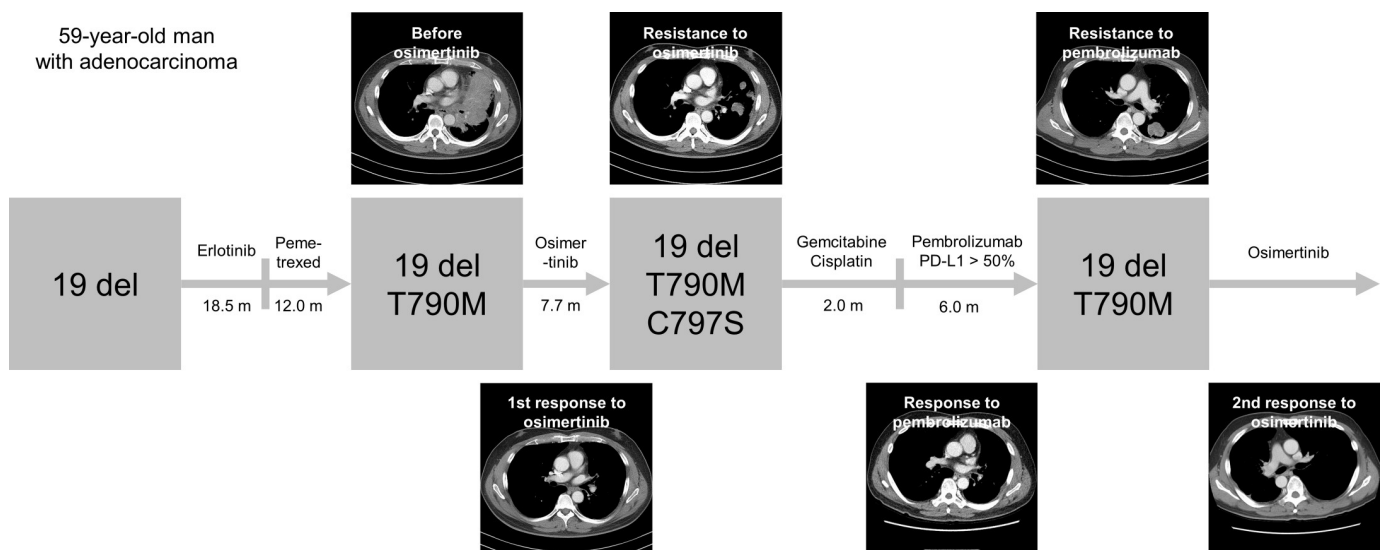 59-year-old man
with adenocarcinoma
Before
osimertinib
Resistance to
osimertinib
Resistance to
pembrolizumab
19 del
Erlotinib
18.5 m
Peme-
trexed
12.0 m
19 del
T790M
Osimer
-tinib
7.7 m
19 del
T790M
C797S
Gemcitabine
Cisplatin
2.0 m
Pembrolizumab
PD-L1 > 50%
6.0 m
19 del
T790M
Osimertinib
1st response to
osimertinib
Response to
pembrolizumab
2nd response to
osimertinib